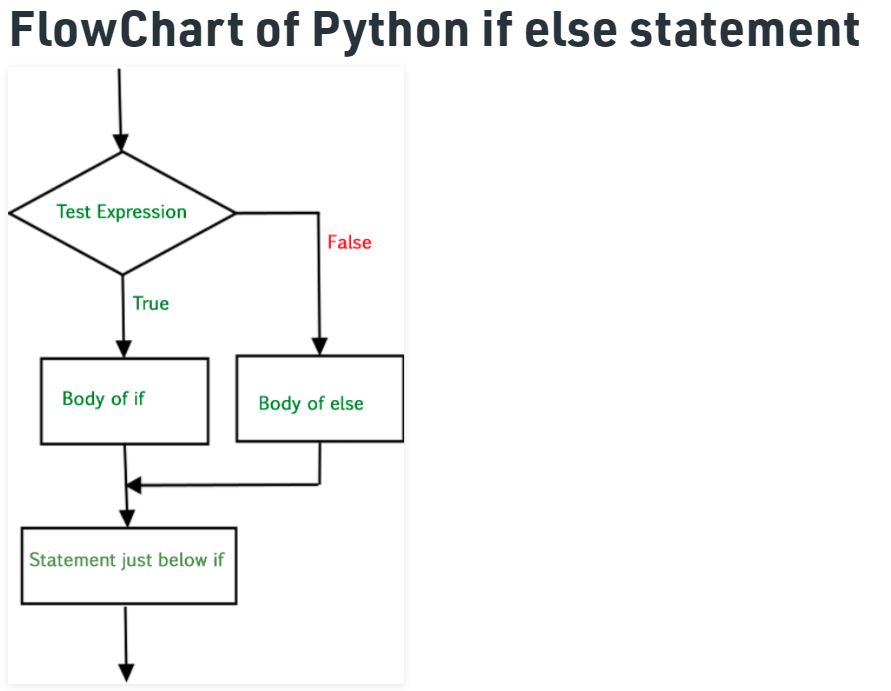 FlowChart of Python if else statement
Test Expression
False
True
Body of if
Body of else
Statement just below if